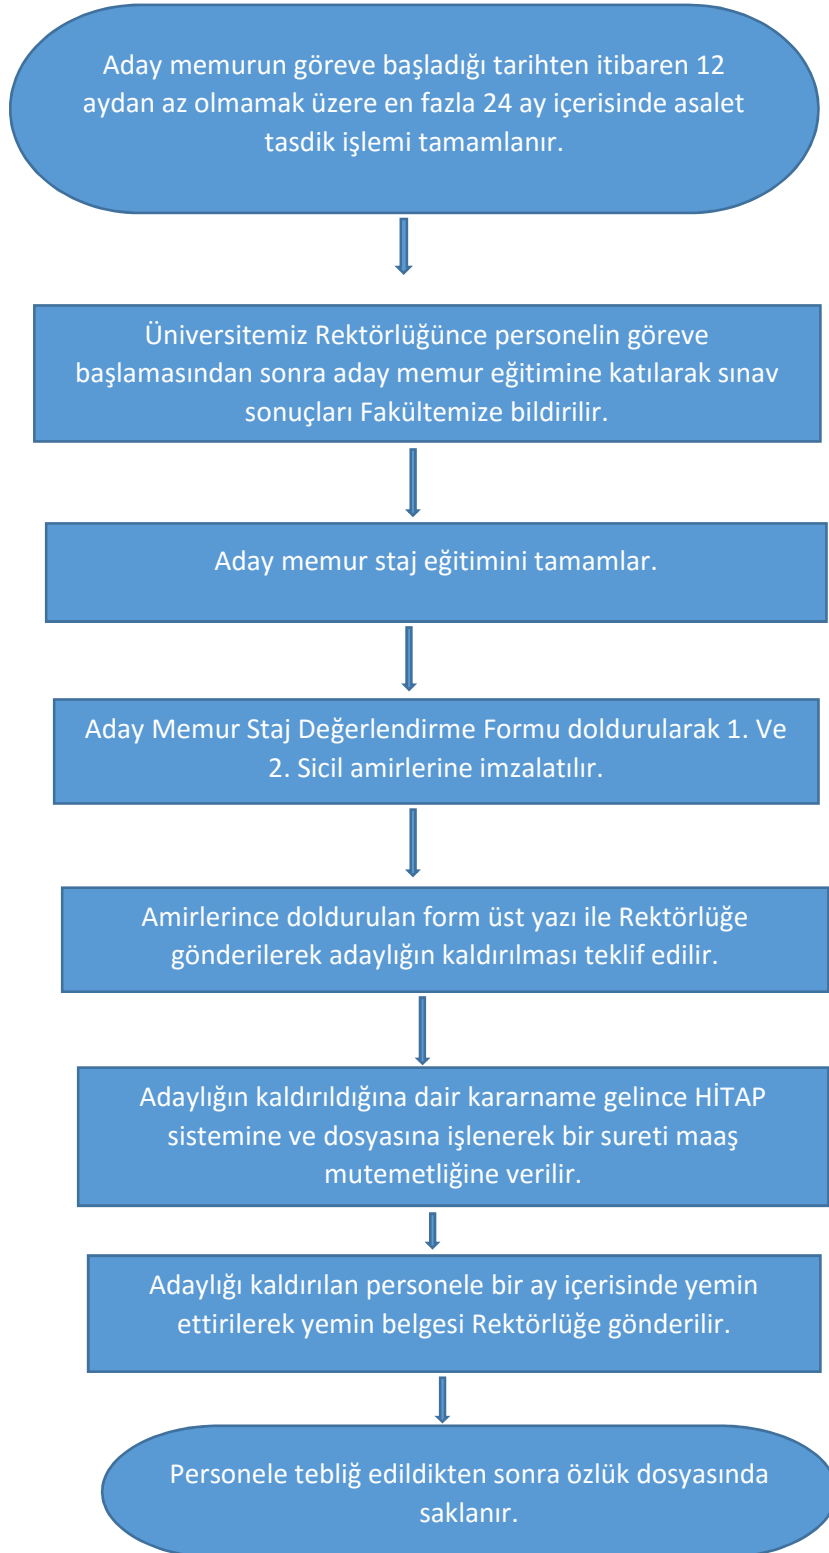 Aday memurun göreve başladığı tarihten itibaren 12
aydan az olmamak üzere en fazla 24 ay içerisinde asalet
tasdik işlemi tamamlanır.
Üniversitemiz Rektörlüğünce personelin göreve
başlamasından sonra aday memur eğitimine katılarak sınav
sonuçları Fakültemize bildirilir.
Aday memur staj eğitimini tamamlar.
Aday Memur Staj Değerlendirme Formu doldurularak 1. Ve
2. Sicil amirlerine imzalatılır.
Amirlerince doldurulan form üst yazı ile Rektörlüğe
gönderilerek adaylığın kaldırılması teklif edilir.
Adaylığın kaldırıldığına dair kararname gelince HİTAP
sistemine ve dosyasına işlenerek bir sureti maaş
mutemetliğine verilir.
Adaylığı kaldırılan personele bir ay içerisinde yemin
ettirilerek yemin belgesi Rektörlüğe gönderilir.
Personele tebliğ edildikten sonra özlük dosyasında
saklanır.